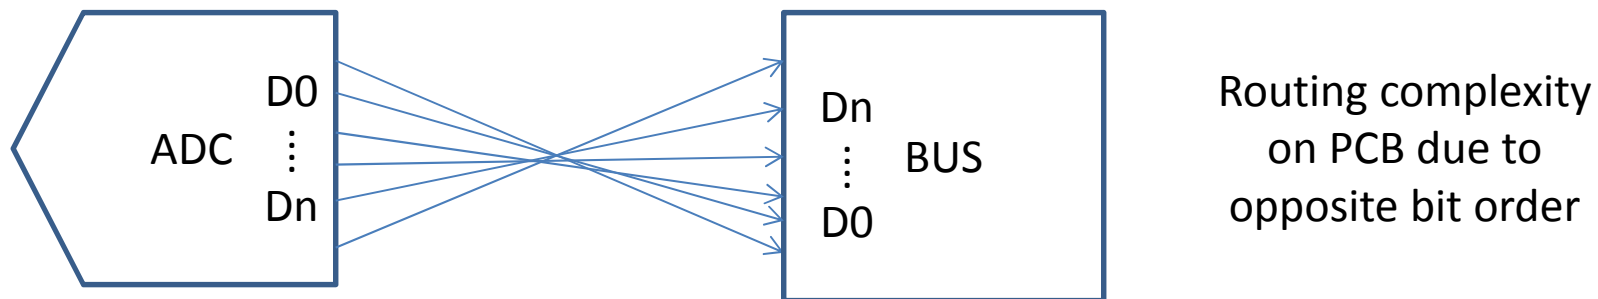 D0
ADC
Dn
Dn
BUS
D0
Routing complexity
on PCB due to
opposite bit order